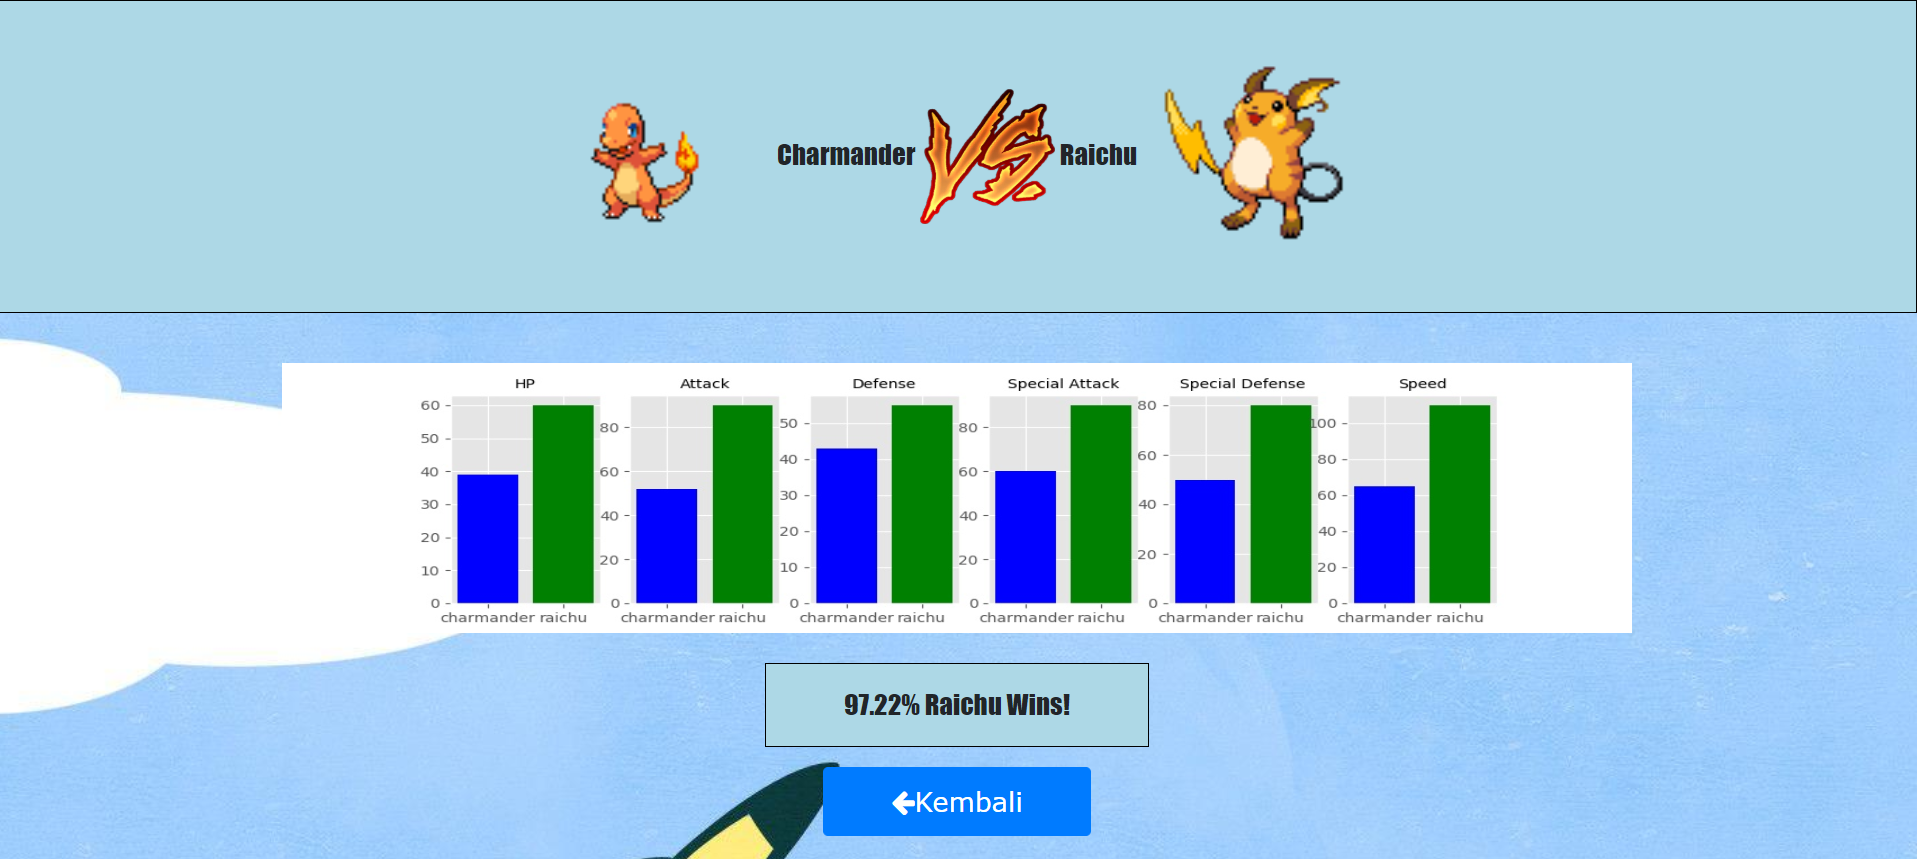 Charmander VS. Raichu
HP Attack Defense Special Attack Special Defense Speed
60 50 40 30 20 10 0
80 60 40 20 0
50 40 30 20 10 0
80 60 40 20 0
80 60 40 20 0
100 80 60 40 20 0
charmander raichu charmander raichu charmander raichu charmander raichu charmander raichu charmander raichu
97.22% Raichu Wins!
Kembali